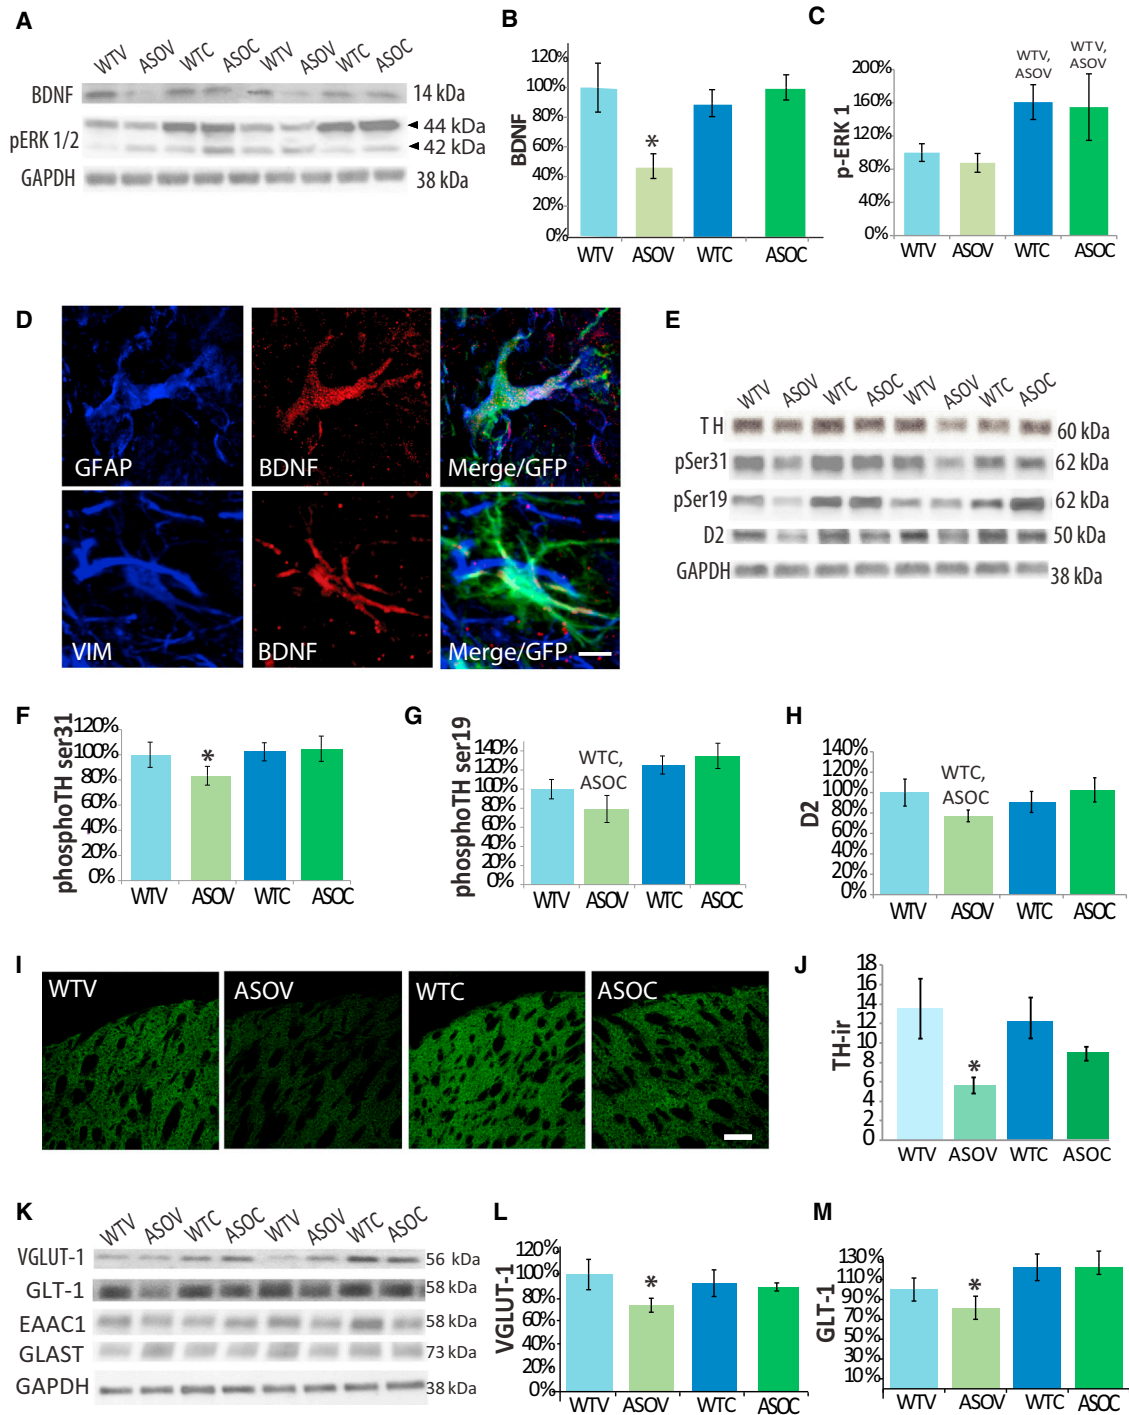 A
WTV ASOV WTC ASOC WTV ASOV WTC ASOC
BDNF 14 kDa
pERK 1/2 44 kDa
42 kDa
GAPDH 38 kDa
B
BDNF
120%
100%
80%
60%
40%
20%
0%
*
WTV ASOV WTC ASOC
C
p-ERK 1
200%
160%
120%
80%
40%
0%
WTV, ASOV
WTV, ASOV
WTV ASOV WTC ASOC
D
GFAP BDNF Merge/GFP
VIM BDNF Merge/GFP
E
WTV ASOV WTC ASOC WTV ASOV WTC ASOC
TH 60 kDa
pSer31 62 kDa
pSer19 62 kDa
D2 50 kDa
GAPDH 38 kDa
F
phosphoTH ser31
120%
100%
80%
60%
40%
20%
0%
*
WTV ASOV WTC ASOC
G
phosphoTH ser19
140%
120%
100%
80%
60%
40%
20%
0%
WTC,
ASOC
WTV ASOV WTC ASOC
H
D2
140%
120%
100%
80%
60%
40%
20%
0%
WTC,
ASOC
WTV ASOV WTC ASOC
I
WTV ASOV WTC ASOC
J
TH-ir
18
16
14
12
10
8
6
4
2
0
*
WTV ASOV WTC ASOC
K
WTV ASOV WTC ASOC WTV ASOV WTC ASOC
VGLUT-1 56 kDa
GLT-1 58 kDa
EAAC1 58 kDa
GLAST 73 kDa
GAPDH 38 kDa
L
VGLUT-1
120%
100%
80%
60%
40%
20%
0%
*
WTV ASOV WTC ASOC
M
GLT-1
130%
110%
90%
70%
50%
30%
10%
*
WTV ASOV WTC ASOC